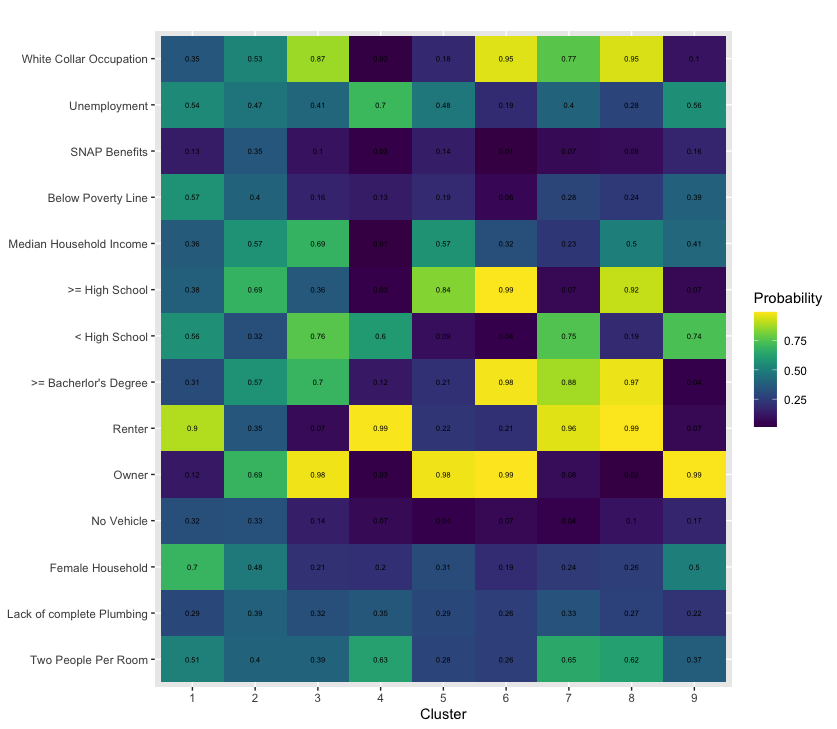 White Collar Occupation 0.35 0.53 0.87 0.18 0.95 0.77 0.95 0.1
Unemployment 0.54 0.47 0.41 0.7 0.48 0.19 0.4 0.28 0.56
SNAP Benefits 0.13 0.35 0.1 0.14 0.07 0.16
Below Poverty Line 0.57 0.4 0.16 0.13 0.19 0.28 0.24 0.39
Median Household Income 0.36 0.57 0.69 0.57 0.32 0.23 0.5 0.41
>= High School 0.38 0.69 0.36 0.84 0.99 0.07 0.92 0.07
< High School 0.56 0.32 0.76 0.6 0.09 0.75 0.19 0.74
>= Bacherlor's Degree 0.31 0.57 0.7 0.12 0.21 0.98 0.88 0.97
Renter 0.9 0.35 0.07 0.99 0.22 0.21 0.96 0.99 0.07
Owner 0.12 0.69 0.98 0.98 0.99 0.99
No Vehicle 0.32 0.33 0.14 0.07 0.07 0.1 0.17
Female Household 0.7 0.48 0.21 0.2 0.31 0.19 0.24 0.26 0.5
Lack of complete Plumbing 0.29 0.39 0.32 0.35 0.29 0.26 0.33 0.27 0.22
Two People Per Room 0.51 0.4 0.39 0.63 0.28 0.26 0.65 0.62 0.37
1 2 3 4 5 6 7 8 9
Cluster
Probability
0.75
0.50
0.25